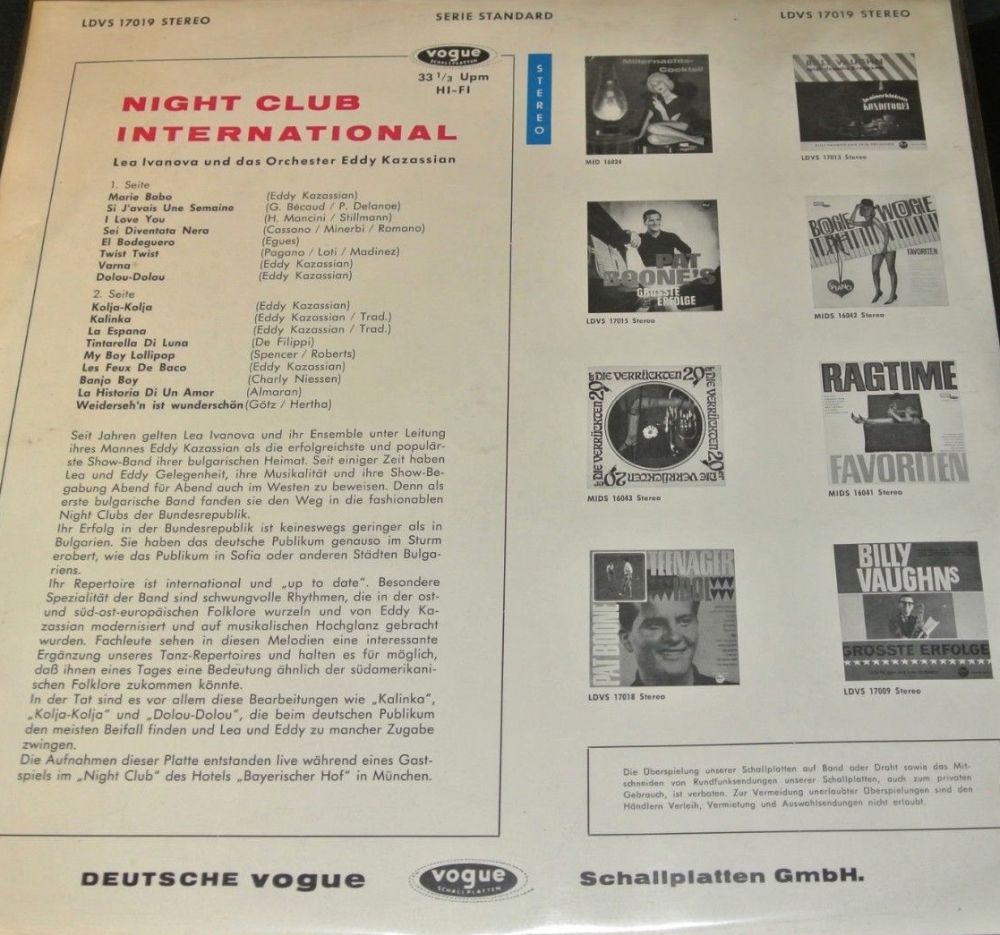 LDVS 17019 STEREO
SERIE STANDARD
LDVS 17019 STEREO
vogue
SCHALLPLATTEN
33 1/3 Upm
HI-FI
STEREO
NIGHT CLUB
INTERNATIONAL
Lea Ivanova und das Orchester Eddy Kazassian
1. Seite
Marie Babo (Eddy Kazassian)
Si J'avais Une Semaine (G. Bécaud / P. Delanoe)
I Love You (H. Mancini / Stillmann)
Sei Diventata Nera (Cassano / Minerbi / Romano)
El Bodeguero (Egues)
Twist Twist (Pagano / Loti / Madinez)
Varna (Eddy Kazassian)
Dolou-Dolou (Eddy Kazassian)
2. Seite
Kolja-Kolja (Eddy Kazassian)
Kalinka (Eddy Kazassian / Trad.)
La Espana (Eddy Kazassian / Trad.)
Tintarella Di Luna (De Filippi)
My Boy Lollipop (Spencer / Roberts)
Les Feux De Baco (Eddy Kazassian)
Banjo Boy (Charly Niessen)
La Historia Di Un Amor (Almaran)
Weiderseh'n ist wunderschön (Götz / Hertha)
Seit Jahren gelten Lea Ivanova und ihr Ensemble unter Leitung
ihres Mannes Eddy Kazassian als die erfolgreichste und populär-
ste Show-Band ihrer bulgarischen Heimat. Seit einiger Zeit haben
Lea und Eddy Gelegenheit, ihre Musikalität und ihre Show-Be-
gabung Abend für Abend auch im Westen zu beweisen. Denn als
erste bulgarische Band fanden sie den Weg in die fashionablen
Night Clubs der Bundesrepublik.
Ihr Erfolg in der Bundesrepublik ist keineswegs geringer als in
Bulgarien. Sie haben das deutsche Publikum genauso im Sturm
erobert, wie das Publikum in Sofia oder anderen Städten Bulga-
riens.
Ihr Repertoire ist international und „up to date". Besondere
Spezialität der Band sind schwungvolle Rhythmen, die in der ost-
und süd-ost-europäischen Folklore wurzeln und von Eddy Ka-
zassian modernisiert und auf musikalischen Hochglanz gebracht
wurden. Fachleute sehen in diesen Melodien eine interessante
Ergänzung unseres Tanz-Repertoires und halten es für möglich,
daß ihnen eines Tages eine Bedeutung ähnlich der südamerikani-
schen Folklore zukommen könnte.
In der Tat sind es vor allem diese Bearbeitungen wie „Kalinka",
„Kolja-Kolja" und „Dolou-Dolou", die beim deutschen Publikum
den meisten Beifall finden und Lea und Eddy zu mancher Zugabe
zwingen.
Die Aufnahmen dieser Platte entstanden live während eines Gast-
spiels im „Night Club" des Hotels „Bayerischer Hof" in München.
Mitternachts-
Cocktail
MID 16024
BILLY VAUGHN
KONDITOREI
LDVS 17013 Stereo
PAT
BOONE'S
GRÖSSTE
ERFOLGE
LDVS 17015 Stereo
BOGIE WOGIE
FAVORITEN
PIANO
MIDS 16042 Stereo
DIE VERRÜCKTEN 20er
DIE VERRÜCKTEN 20er
DIE VERRÜCKTEN 20er
DIE VERRÜCKTEN 20er
MIDS 16043 Stereo
RAGTIME
FAVORITEN
MIDS 16041 Stereo
TEENAGER
PAT BOONE
LDVS 17018 Stereo
BILLY
VAUGHNS
GRÖSSTE ERFOLGE
LDVS 17009 Stereo
Die Überspielung unserer Schallplatten auf Band oder Draht sowie das Mit-
schneiden von Rundfunksendungen unserer Schallplatten, auch zum privaten
Gebrauch, ist verboten. Zur Vermeidung unerlaubter Überspielungen sind den
Händlern Verleih, Vermietung und Auswahlsendungen nicht erlaubt.
DEUTSCHE vogue
vogue
SCHALLPLATTEN
Schallplatten GmbH.